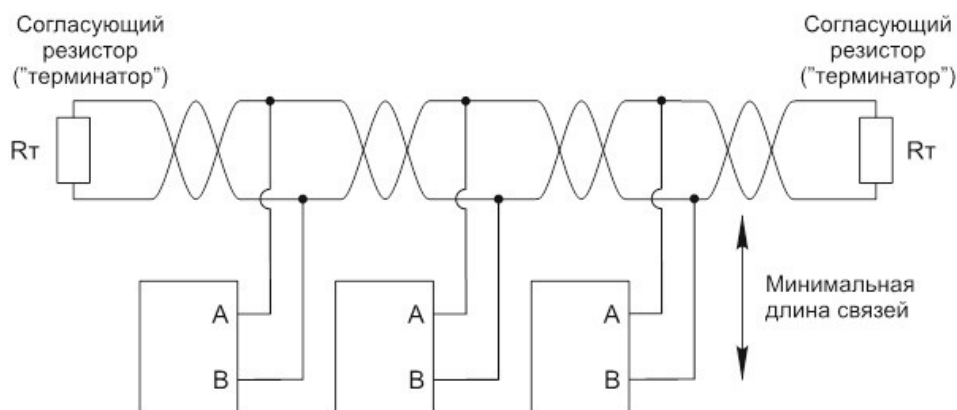 Согласующий
резистор
("терминатор")
Согласующий
резистор
("терминатор")
Rт
Rт
A
A
A
B
B
B
Минимальная
длина связей